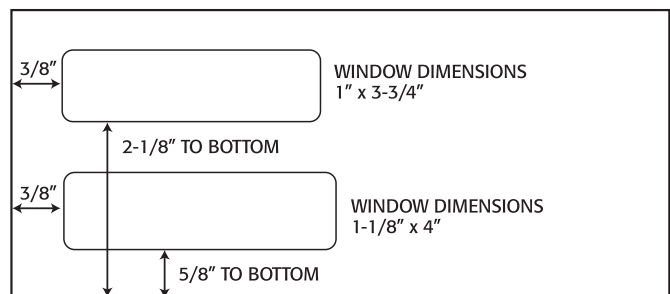 3/8”
WINDOW DIMENSIONS
1” x 3-3/4”
2-1/8” TO BOTTOM
3/8”
WINDOW DIMENSIONS
1-1/8” x 4”
5/8” TO BOTTOM